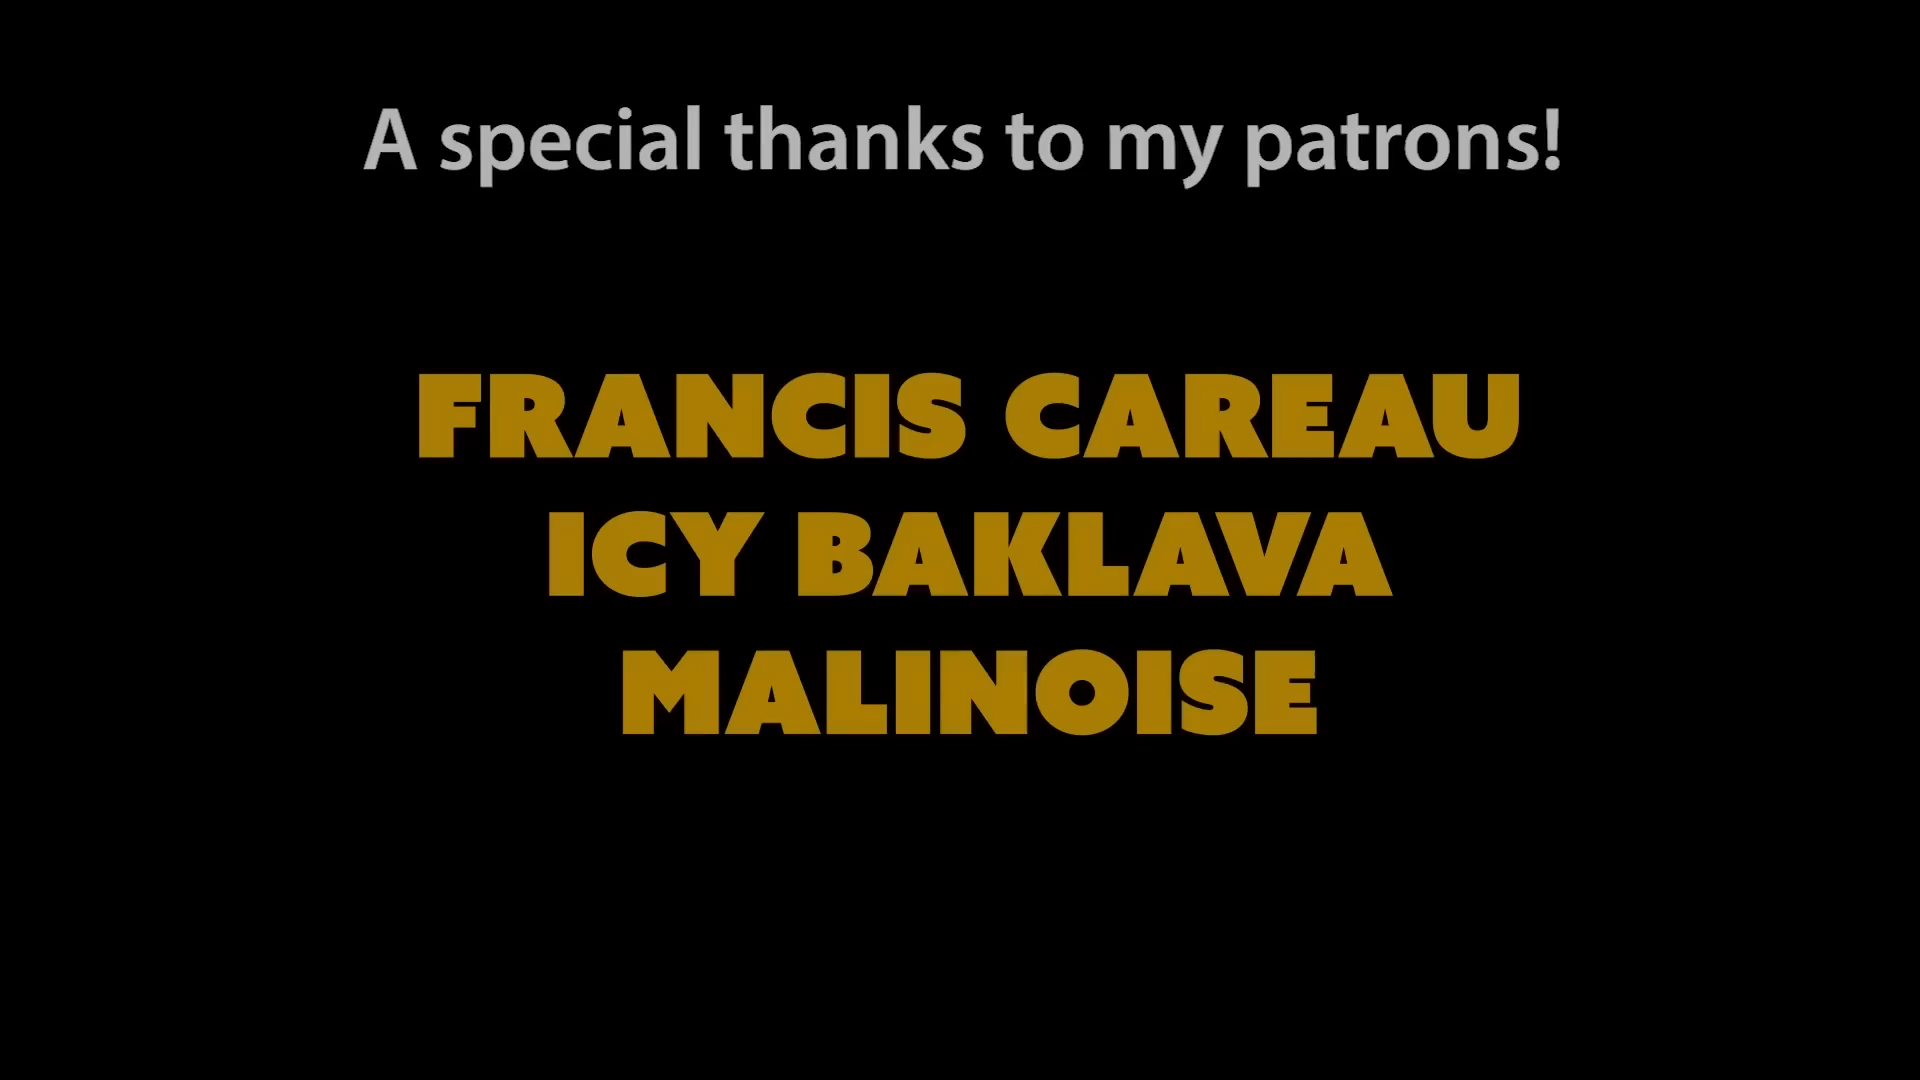 A special thanks to my patrons!
FRANCIS CAREAU
ICY BAKLAVA
MALINOISE